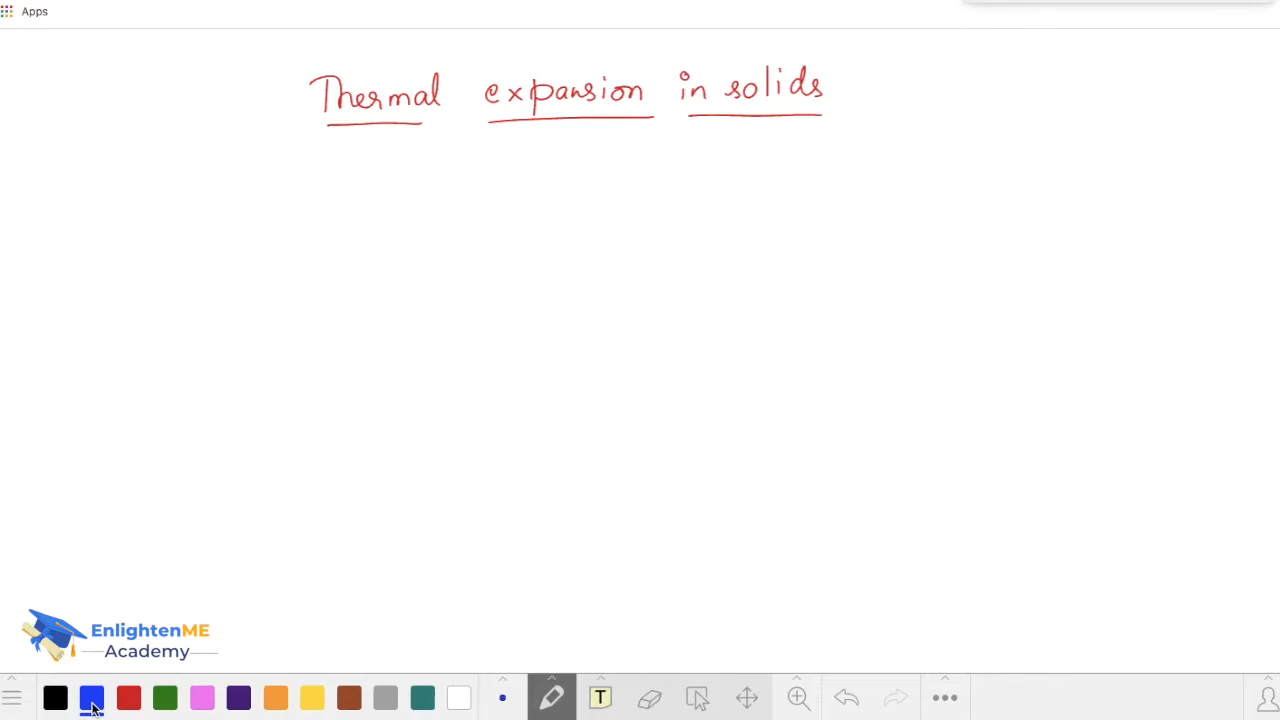 Apps
Thermal expansion in solids
EnlightenME
Academy
T